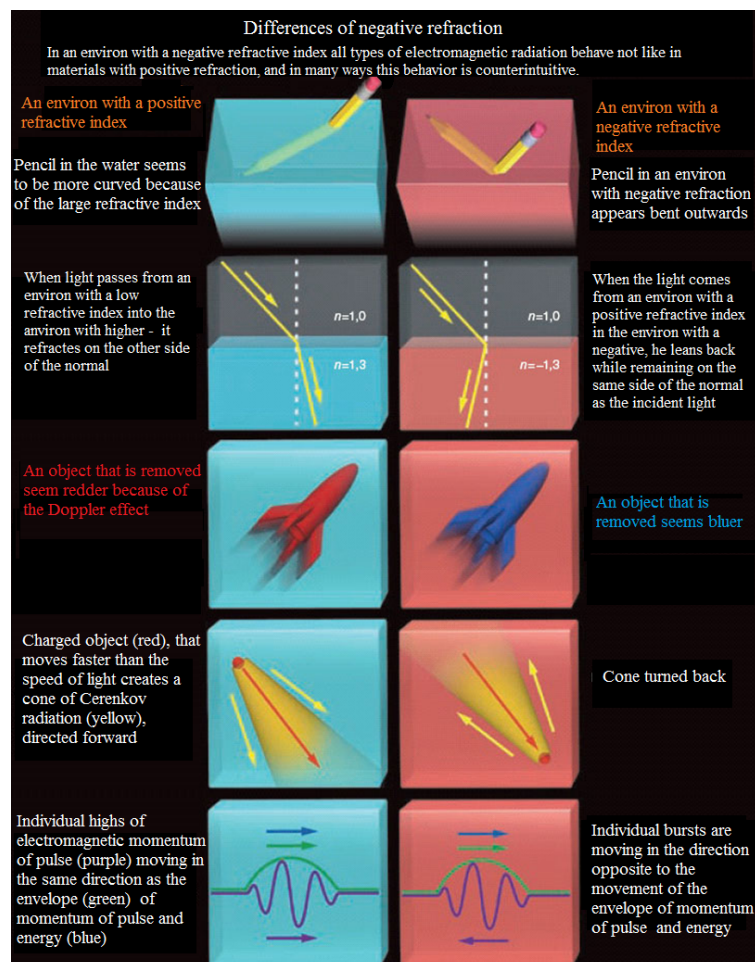 Differences of negative refraction
In an environ with a negative refractive index all types of electromagnetic radiation behave not like in
materials with positive refraction, and in many ways this behavior is counterintuitive.
An environ with a positive
refractive index
Pencil in the water seems
to be more curved because
of the large refractive index
An environ with a
negative refractive
index
Pencil in an environ
with negative refraction
appears bent outwards
When light passes from an
environ with a low
refractive index into the
anviron with higher - it
refractes on the other side
of the normal
n=1,0
n=1,3
n=1,0
n=−1,3
When the light comes
from an environ with a
positive refractive index
in the environ with a
negative, he leans back
while remaining on the
same side of the normal
as the incident light
An object that is removed
seem redder because of
the Doppler effect
An object that is
removed seems bluer
Charged object (red), that
moves faster than the
speed of light creates a
cone of Cerenkov
radiation (yellow),
directed forward
Cone turned back
Individual highs of
electromagnetic momentum
of pulse (purple) moving in
the same direction as the
envelope (green) of
momentum of pulse and
energy (blue)
Individual bursts are
moving in the direction
opposite to the
movement of the
envelope of momentum
of pulse and energy